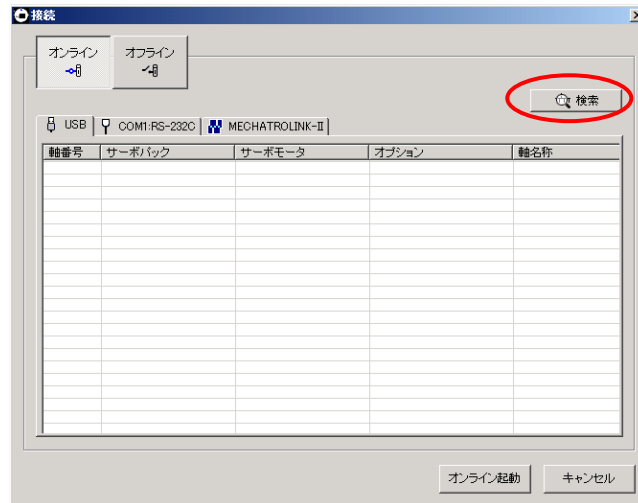 接続
オンライン オフライン
検索
USB COM1:RS-232C MECHATROLINK-Ⅱ
軸番号 サーボパック サーボモータ オプション 軸名称
オンライン起動 キャンセル